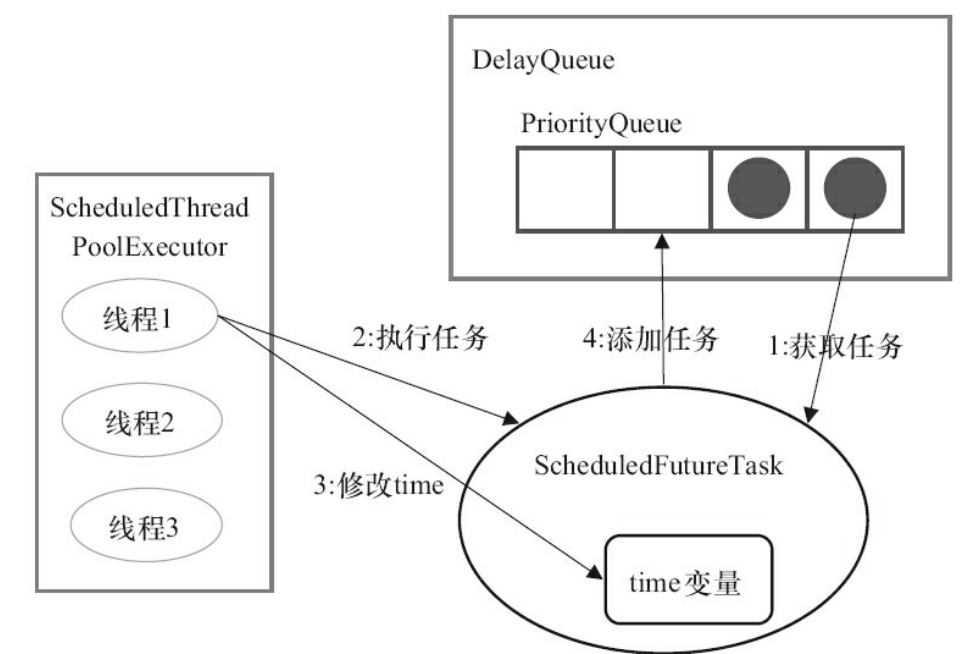 DelayQueue
PriorityQueue
ScheduledThread
PoolExecutor
线程1
线程2
线程3
2:执行任务
4:添加任务
1:获取任务
3:修改time
ScheduledFutureTask
time变量